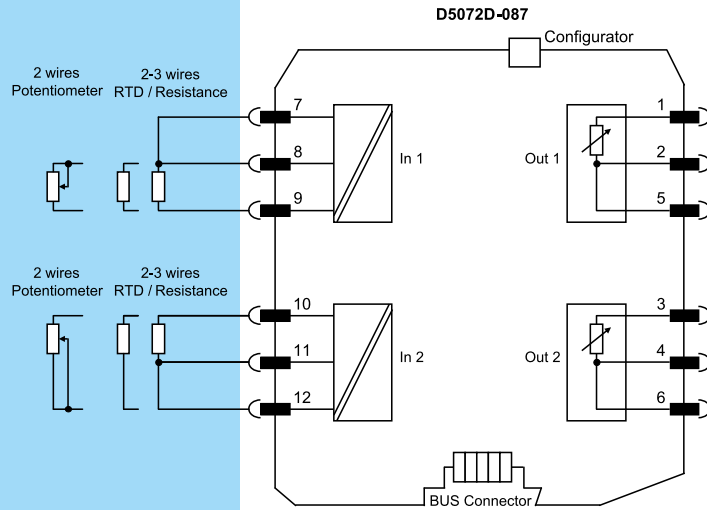 D5072D-087
Configurator
2 wires
Potentiometer
2-3 wires
RTD / Resistance
7
8
9
In 1
Out 1
1
2
5
2 wires
Potentiometer
2-3 wires
RTD / Resistance
10
11
12
In 2
Out 2
3
4
6
BUS Connector